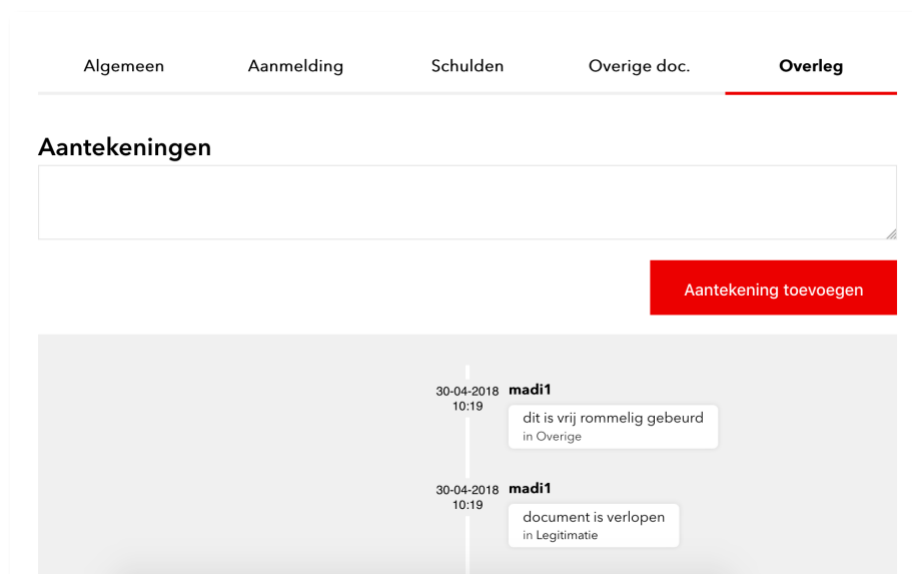 Algemeen Aanmelding Schulden Overige doc. Overleg
Aantekeningen
Aantekening toevoegen
30-04-2018 madi1
10:19
dit is vrij rommelig gebeurd
in Overige
30-04-2018 madi1
10:19
document is verlopen
in Legitimatie